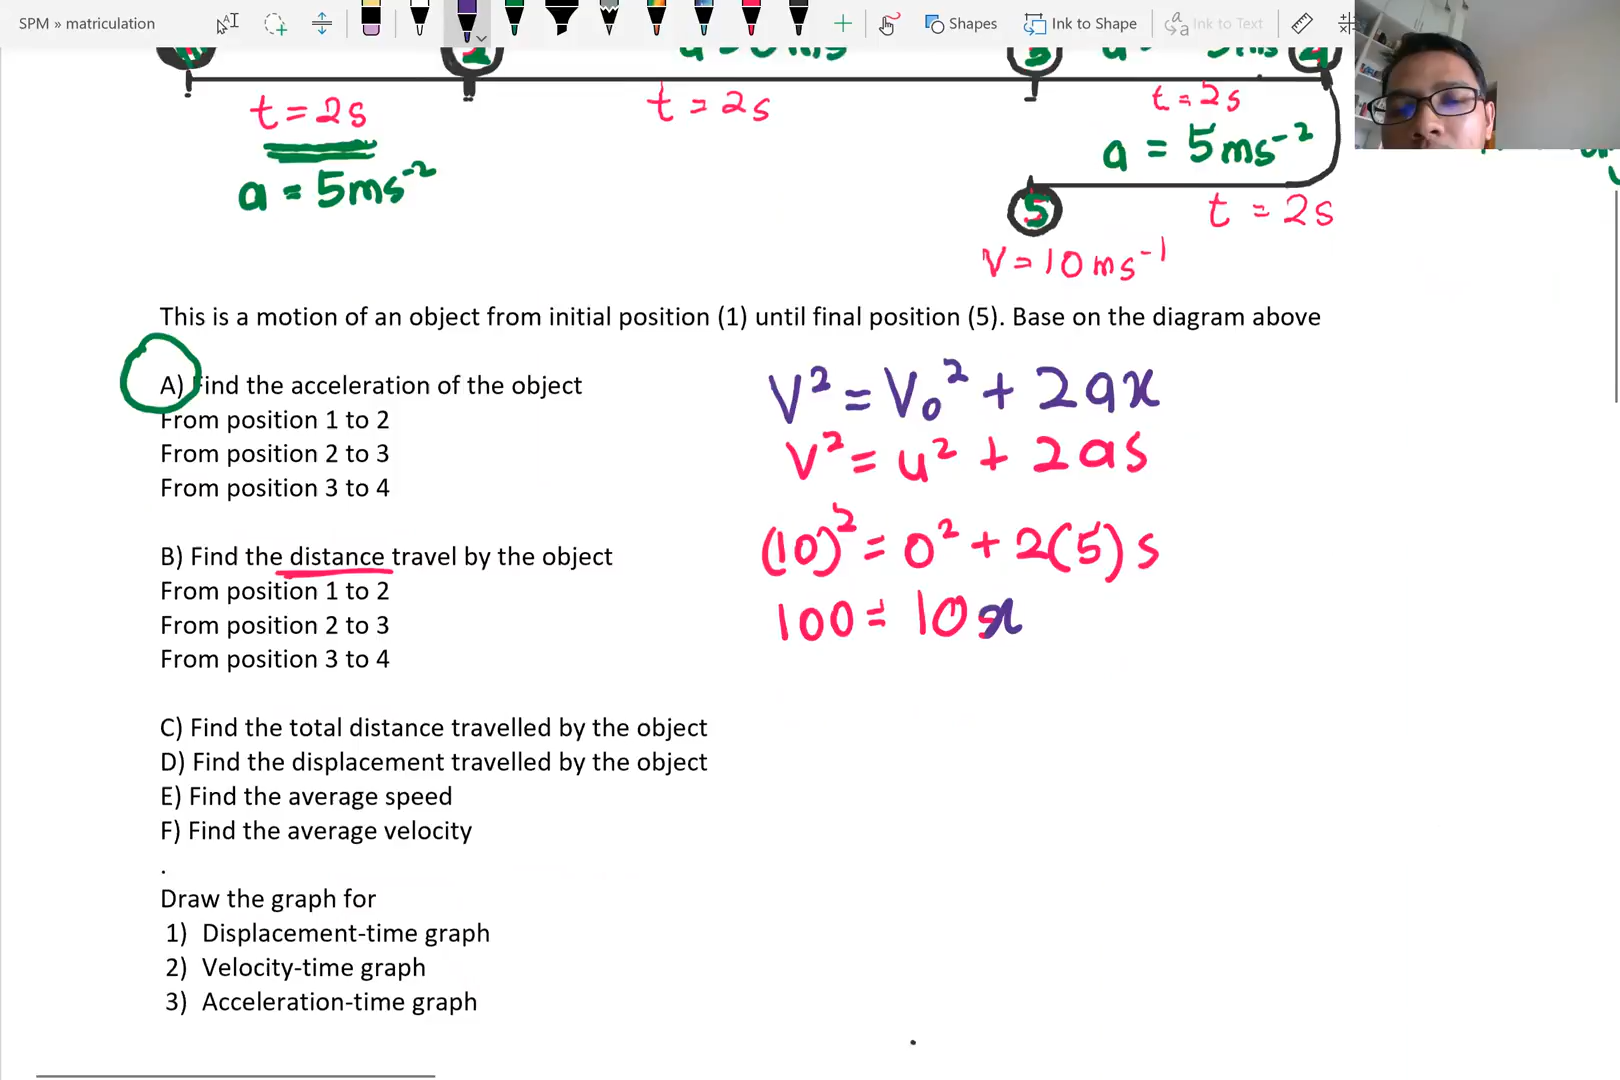 SPM » matriculation
Shapes
Ink to Shape
Ink to Text
1
2
3
4
t = 2s
t = 2s
t = 2s
a = 5ms⁻²
a = 5ms⁻²
5
t = 2s
V = 10ms⁻¹
This is a motion of an object from initial position (1) until final position (5). Base on the diagram above
A) Find the acceleration of the object
From position 1 to 2
From position 2 to 3
From position 3 to 4
B) Find the distance travel by the object
From position 1 to 2
From position 2 to 3
From position 3 to 4
C) Find the total distance travelled by the object
D) Find the displacement travelled by the object
E) Find the average speed
F) Find the average velocity
.
Draw the graph for
1) Displacement-time graph
2) Velocity-time graph
3) Acceleration-time graph
V² = V₀² + 2ax
V² = u² + 2as
(10)² = 0² + 2(5)s
100 = 10x